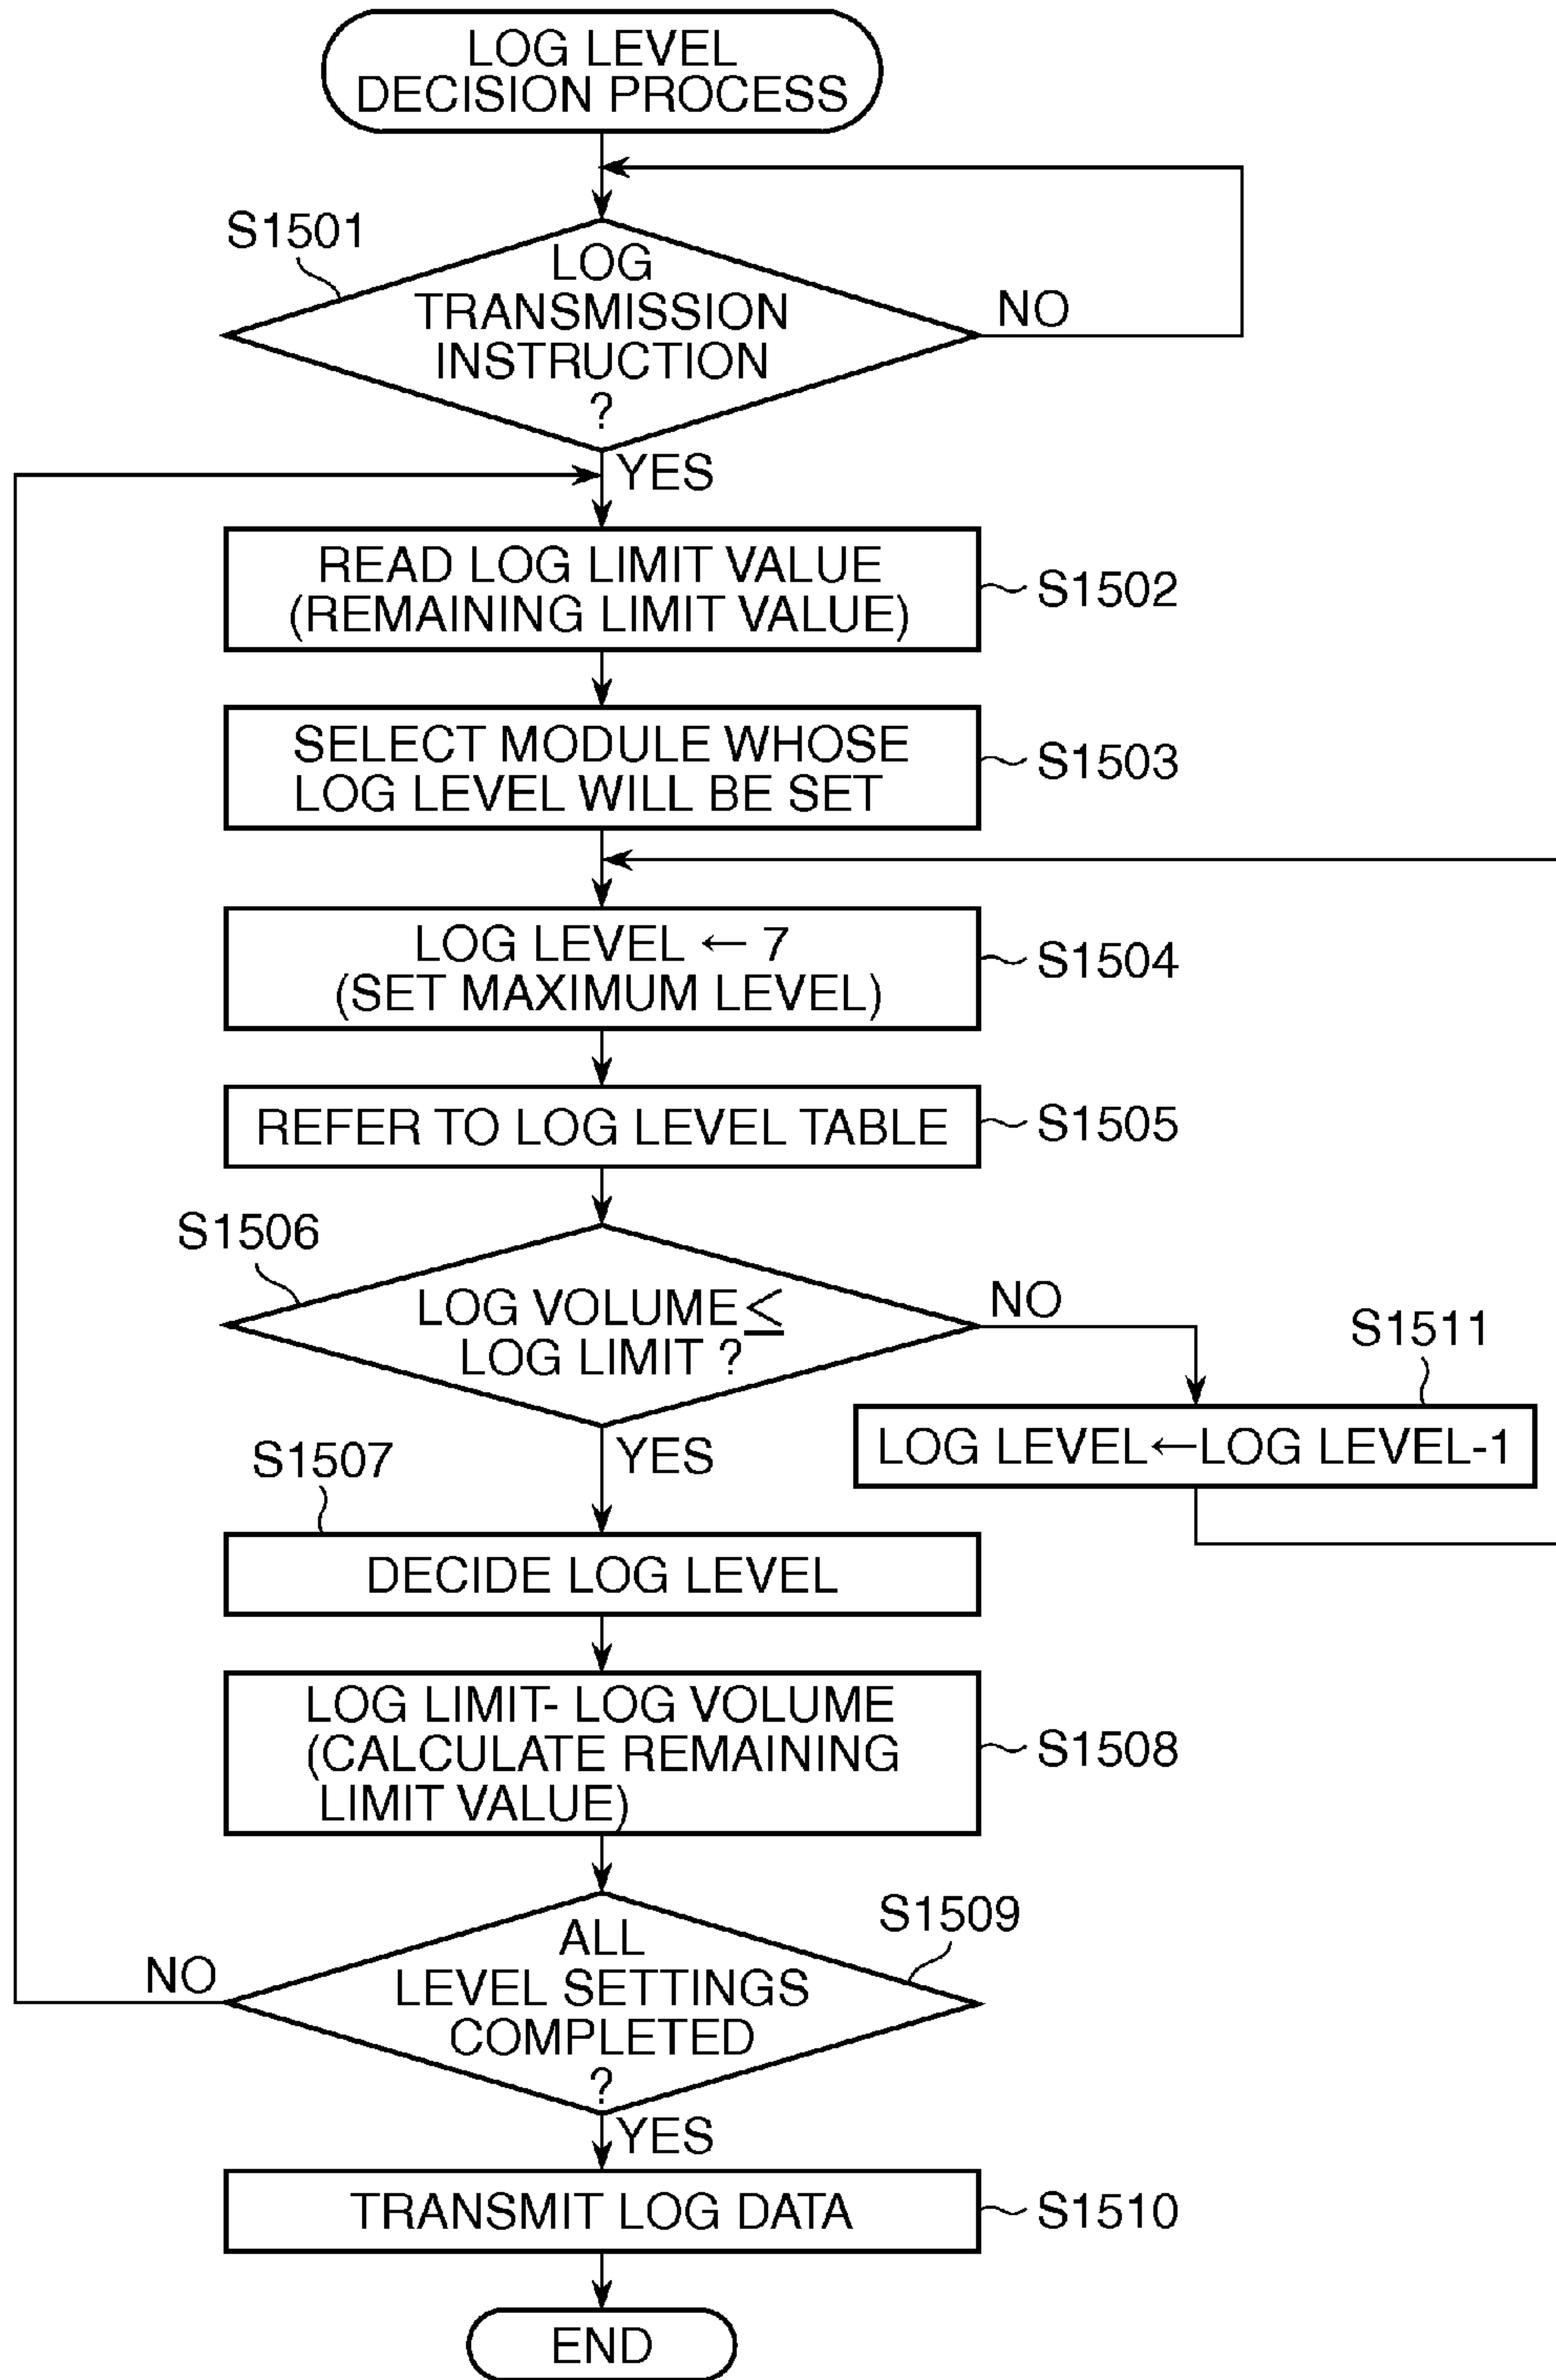 LOG LEVEL
DECISION PROCESS
S1501
LOG
TRANSMISSION
INSTRUCTION
?
NO
YES
READ LOG LIMIT VALUE
(REMAINING LIMIT VALUE)
S1502
SELECT MODULE WHOSE
LOG LEVEL WILL BE SET
S1503
LOG LEVEL ← 7
(SET MAXIMUM LEVEL)
S1504
REFER TO LOG LEVEL TABLE
S1505
S1506
LOG VOLUME ≤
LOG LIMIT ?
NO
S1511
LOG LEVEL←LOG LEVEL-1
YES
S1507
DECIDE LOG LEVEL
LOG LIMIT- LOG VOLUME
(CALCULATE REMAINING
LIMIT VALUE)
S1508
S1509
ALL
LEVEL SETTINGS
COMPLETED
?
NO
YES
TRANSMIT LOG DATA
S1510
END